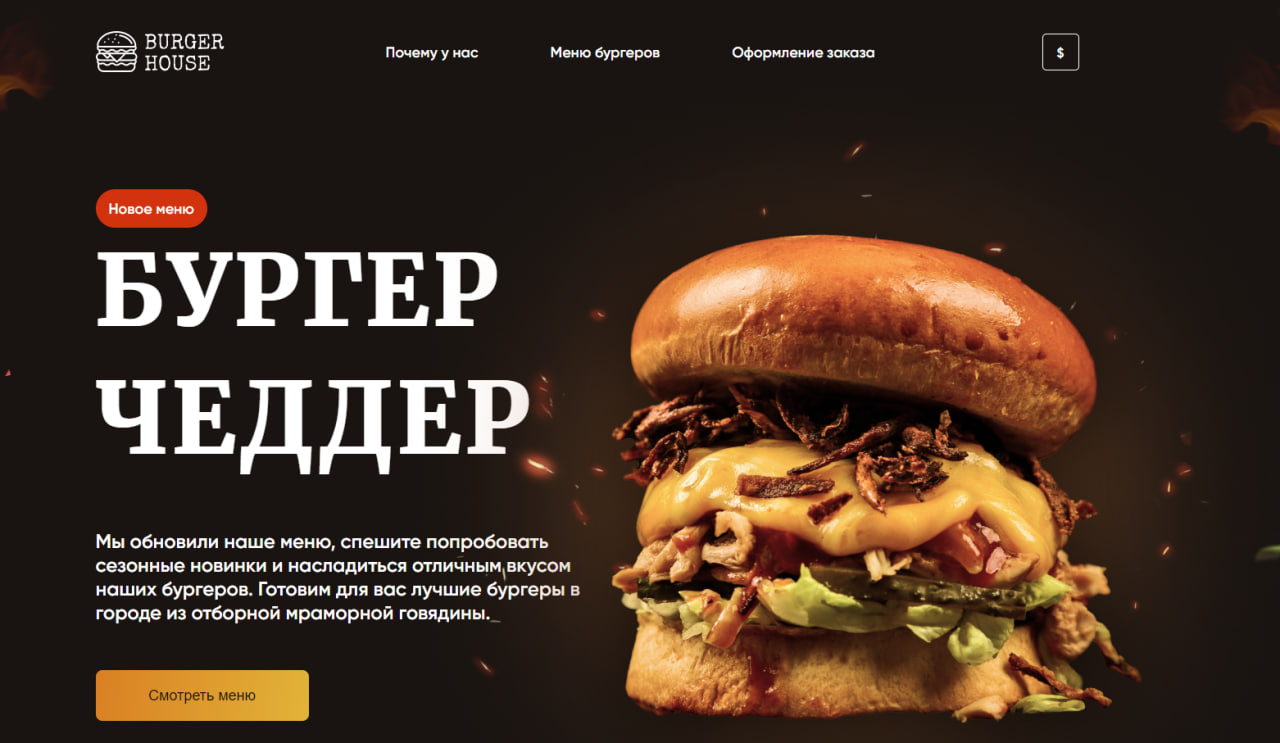 BURGER
HOUSE
Почему у нас
Меню бургеров
Оформление заказа
$
Новое меню
БУРГЕР
ЧЕДДЕР
Мы обновили наше меню, спешите попробовать
сезонные новинки и насладиться отличным вкусом
наших бургеров. Готовим для вас лучшие бургеры в
городе из отборной мраморной говядины.
Смотреть меню